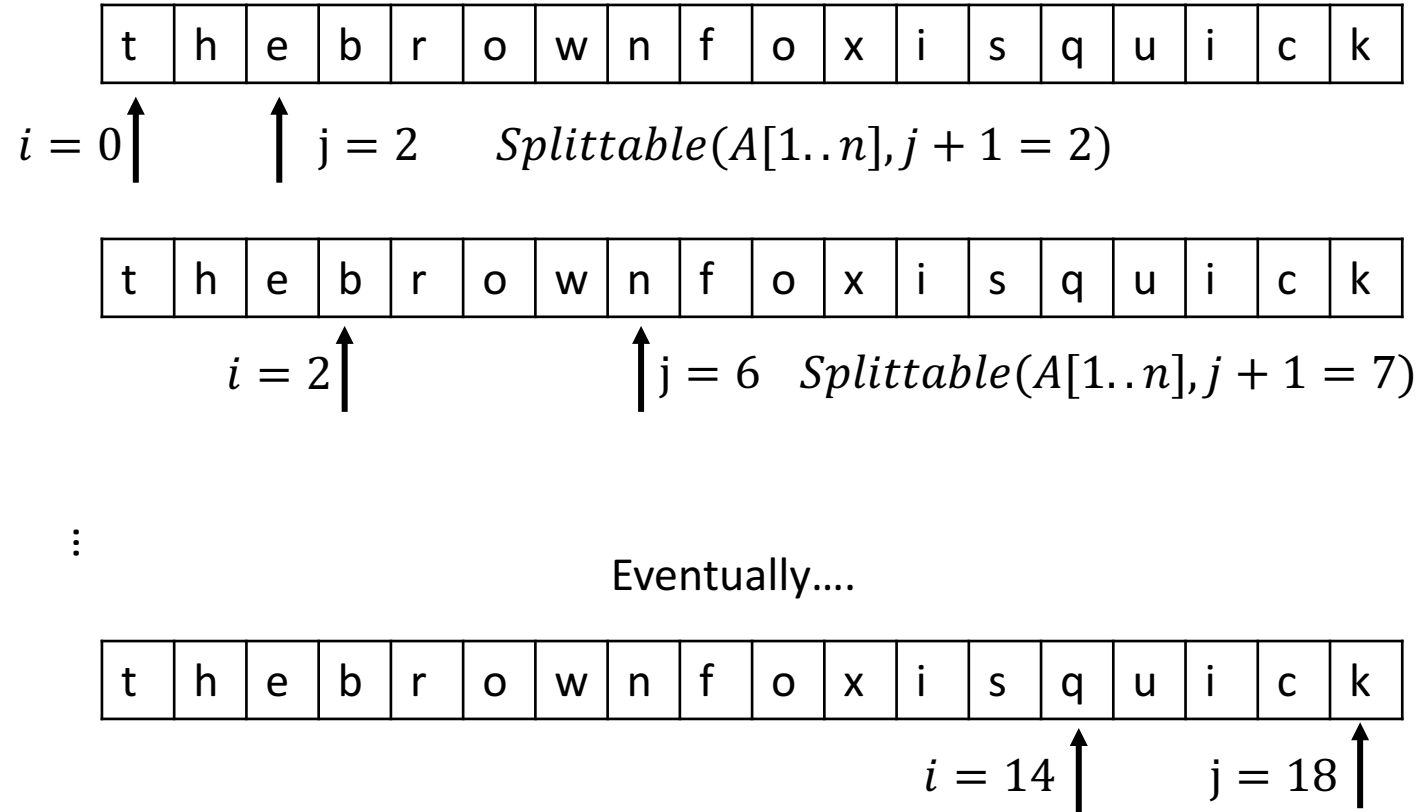 t h e b r o w n f o x i s q u i c k
i = 0 j = 2 Splittable(A[1..n], j + 1 = 2)
t h e b r o w n f o x i s q u i c k
i = 2 j = 6 Splittable(A[1..n], j + 1 = 7)
⋮
Eventually....
t h e b r o w n f o x i s q u i c k
i = 14 j = 18